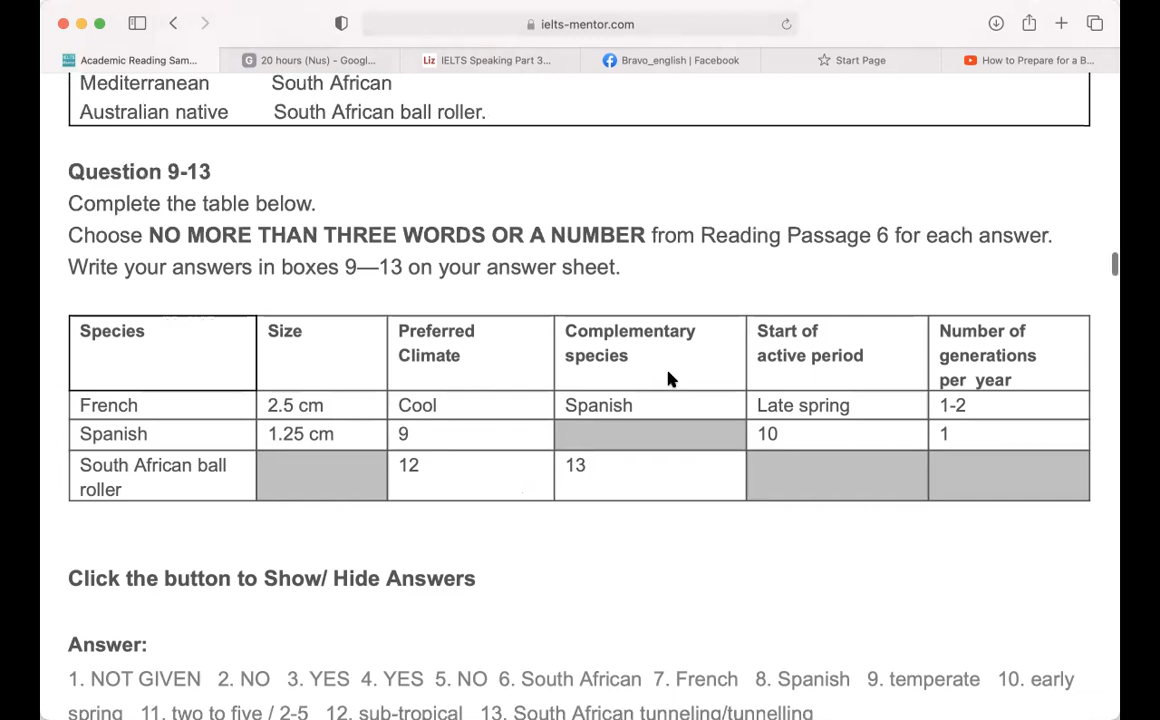 ielts-mentor.com
Academic Reading Sam... G 20 hours (Nus) - Googl... Liz IELTS Speaking Part 3... Bravo_english | Facebook Start Page How to Prepare for a B...
Mediterranean South African
Australian native South African ball roller.
Question 9-13
Complete the table below.
Choose NO MORE THAN THREE WORDS OR A NUMBER from Reading Passage 6 for each answer.
Write your answers in boxes 9—13 on your answer sheet.
Species Size Preferred Complementary Start of Number of
Climate species active period generations
per year
French 2.5 cm Cool Spanish Late spring 1-2
Spanish 1.25 cm 9 10 1
South African ball 12 13
roller
Click the button to Show/ Hide Answers
Answer:
1. NOT GIVEN 2. NO 3. YES 4. YES 5. NO 6. South African 7. French 8. Spanish 9. temperate 10. early
spring 11. two to five / 2-5 12. sub-tropical 13. South African tunneling/tunnelling